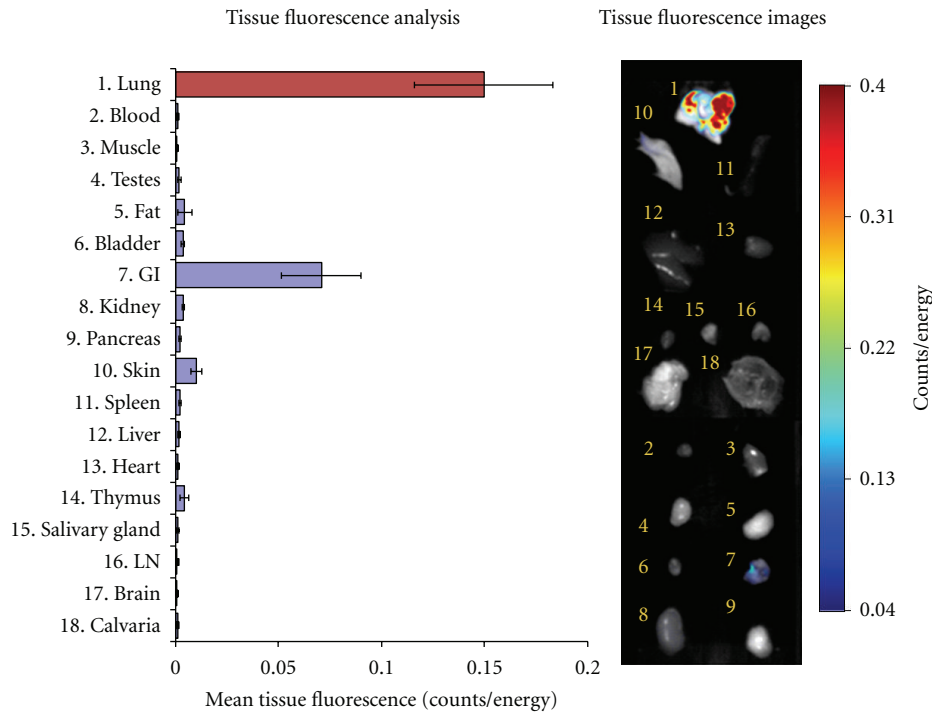 Tissue fluorescence analysis
Tissue fluorescence images
1. Lung
2. Blood
3. Muscle
4. Testes
5. Fat
6. Bladder
7. GI
8. Kidney
9. Pancreas
10. Skin
11. Spleen
12. Liver
13. Heart
14. Thymus
15. Salivary gland
16. LN
17. Brain
18. Calvaria
0 0.05 0.1 0.15 0.2
Mean tissue fluorescence (counts/energy)
1
10
11
12
13
14 15 16
17 18
2 3
4 5
6 7
8 9
0.4
0.31
0.22
0.13
0.04
Counts/energy